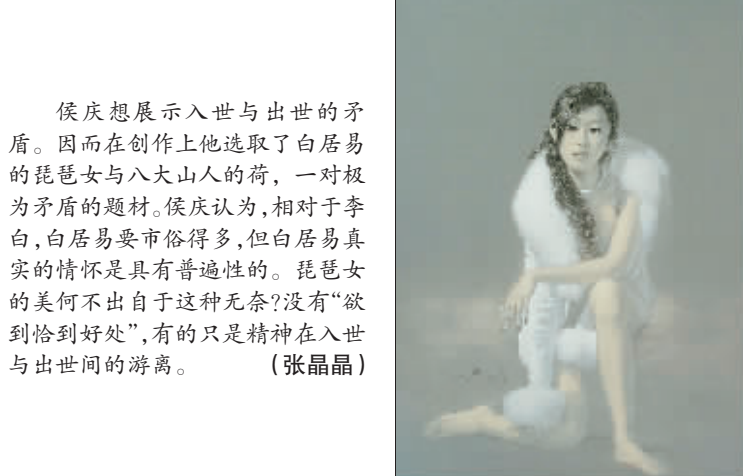 侯庆想展示入世与出世的矛
盾。因而在创作上他选取了白居易
的琵琶女与八大山人的荷，一对极
为矛盾的题材。侯庆认为，相对于李
白，白居易要市俗得多，但白居易真
实的情怀是具有普遍性的。琵琶女
的美何不出自于这种无奈？没有“欲
到恰到好处”，有的只是精神在入世
与出世间的游离。（张晶晶）